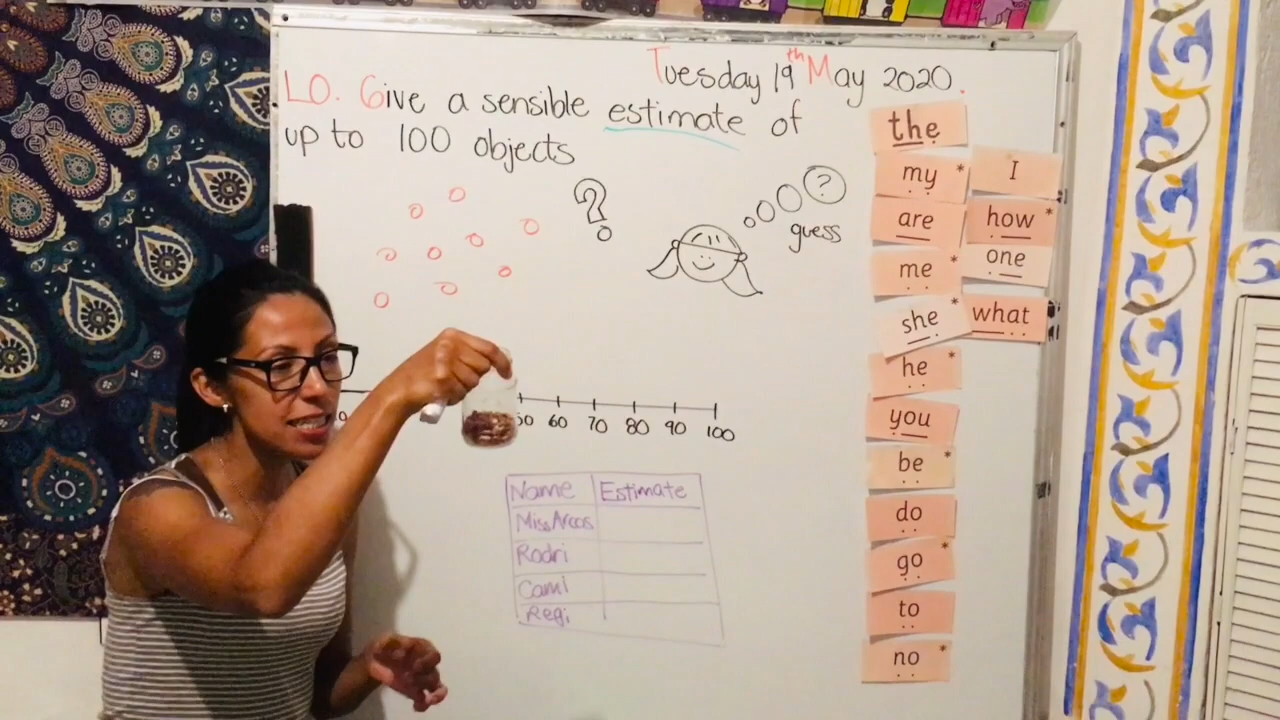 Tuesday 19th May 2020.
LO. Give a sensible estimate of
up to 100 objects
?
?
guess
50 60 70 80 90 100
Name Estimate
Miss Arcos
Rodri
Cami
Regi
the
my * I
are how *
me * one
she * what
he *
you
be *
do
go *
to
no *